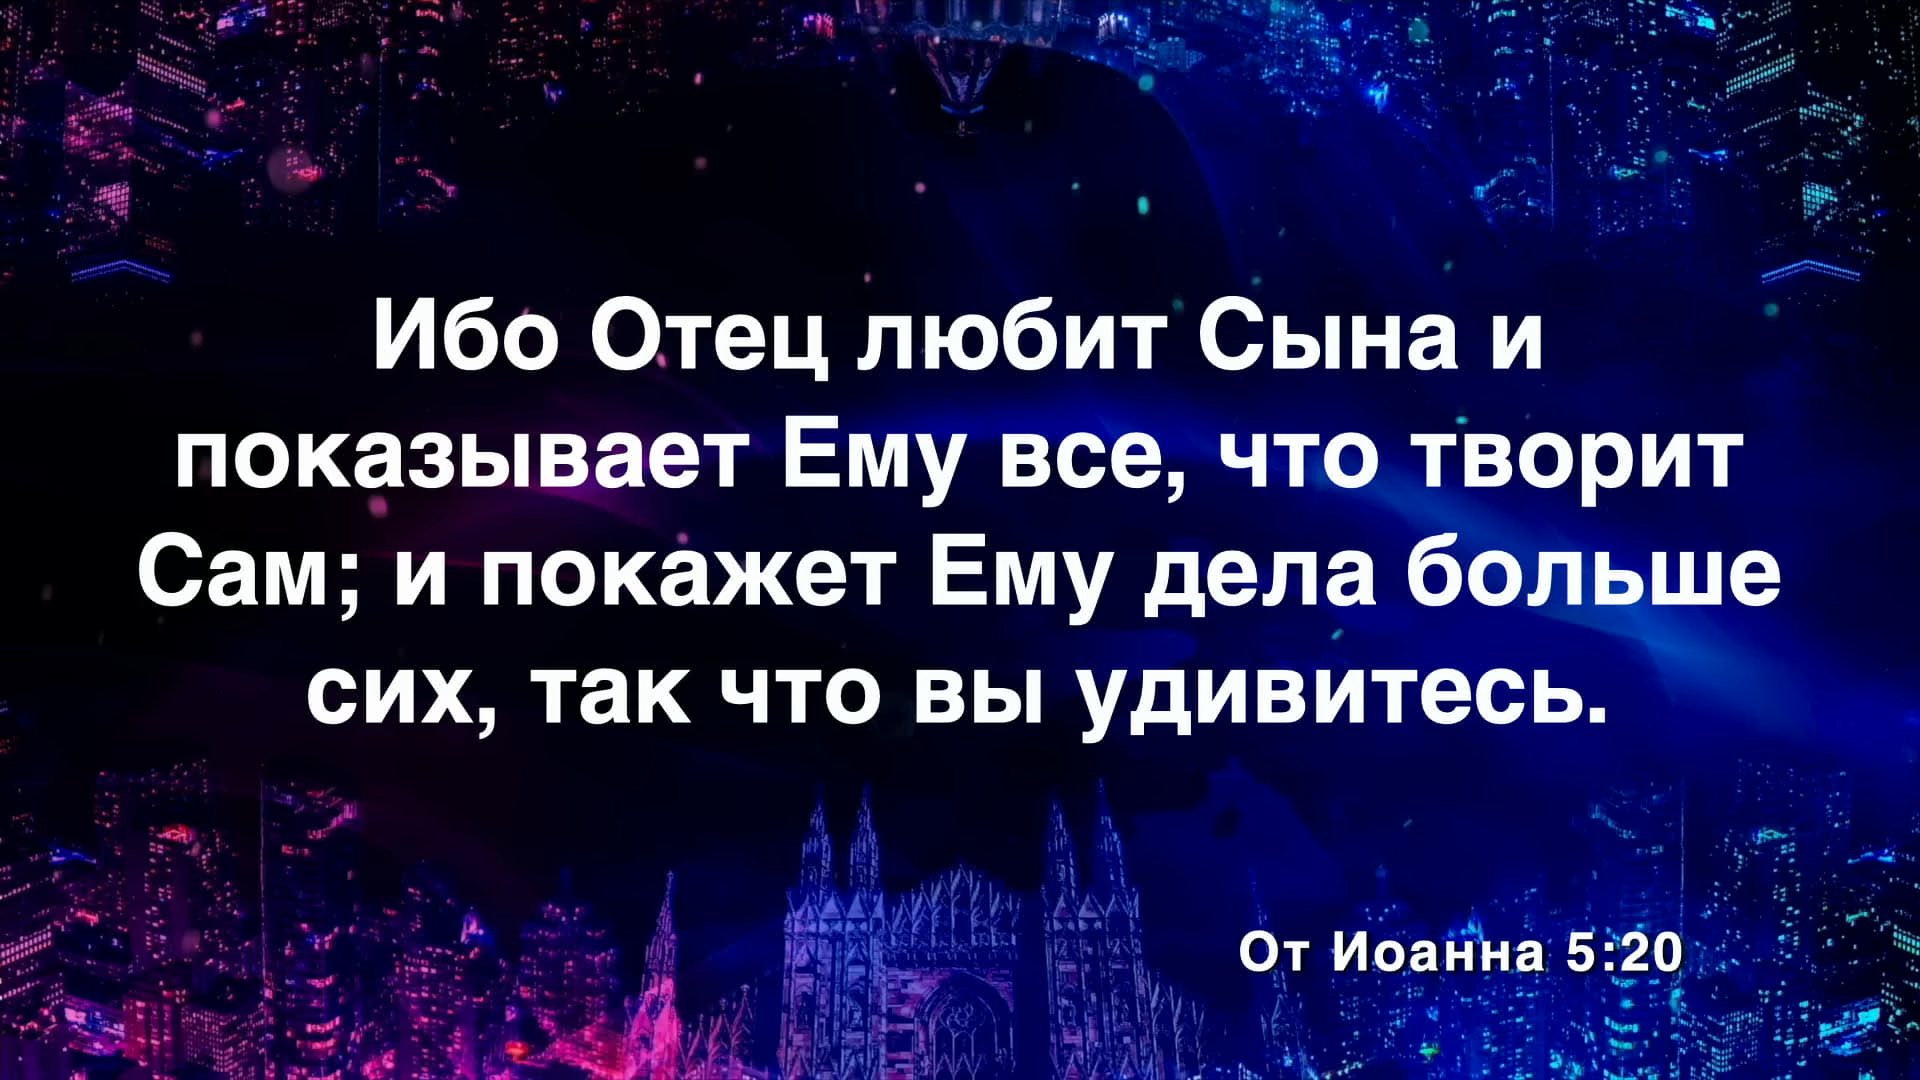 Ибо Отец любит Сына и
показывает Ему все, что творит
Сам; и покажет Ему дела больше
сих, так что вы удивитесь.
От Иоанна 5:20